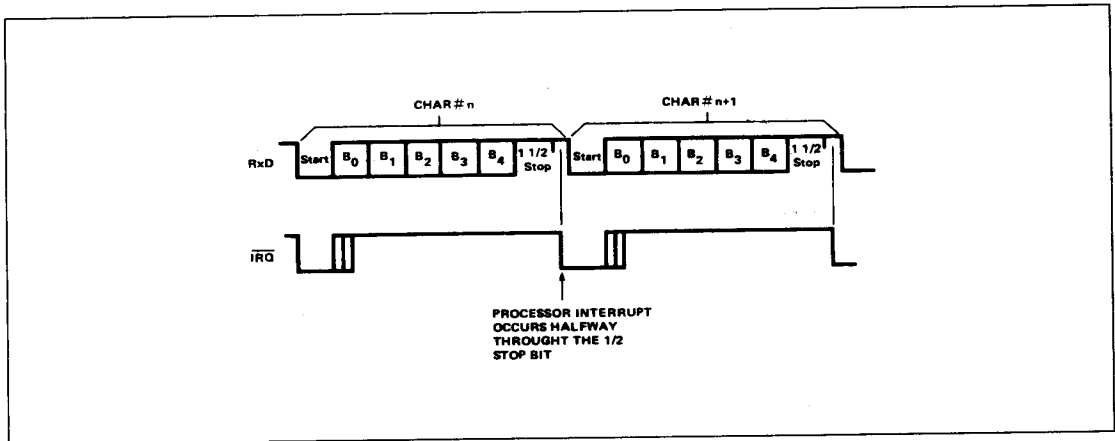 CHAR # n
CHAR # n+1
RxD
Start B0 B1 B2 B3 B4 1 1/2 Stop
Start B0 B1 B2 B3 B4 1 1/2 Stop
IRQ
PROCESSOR INTERRUPT
OCCURS HALFWAY
THROUGHT THE 1/2
STOP BIT